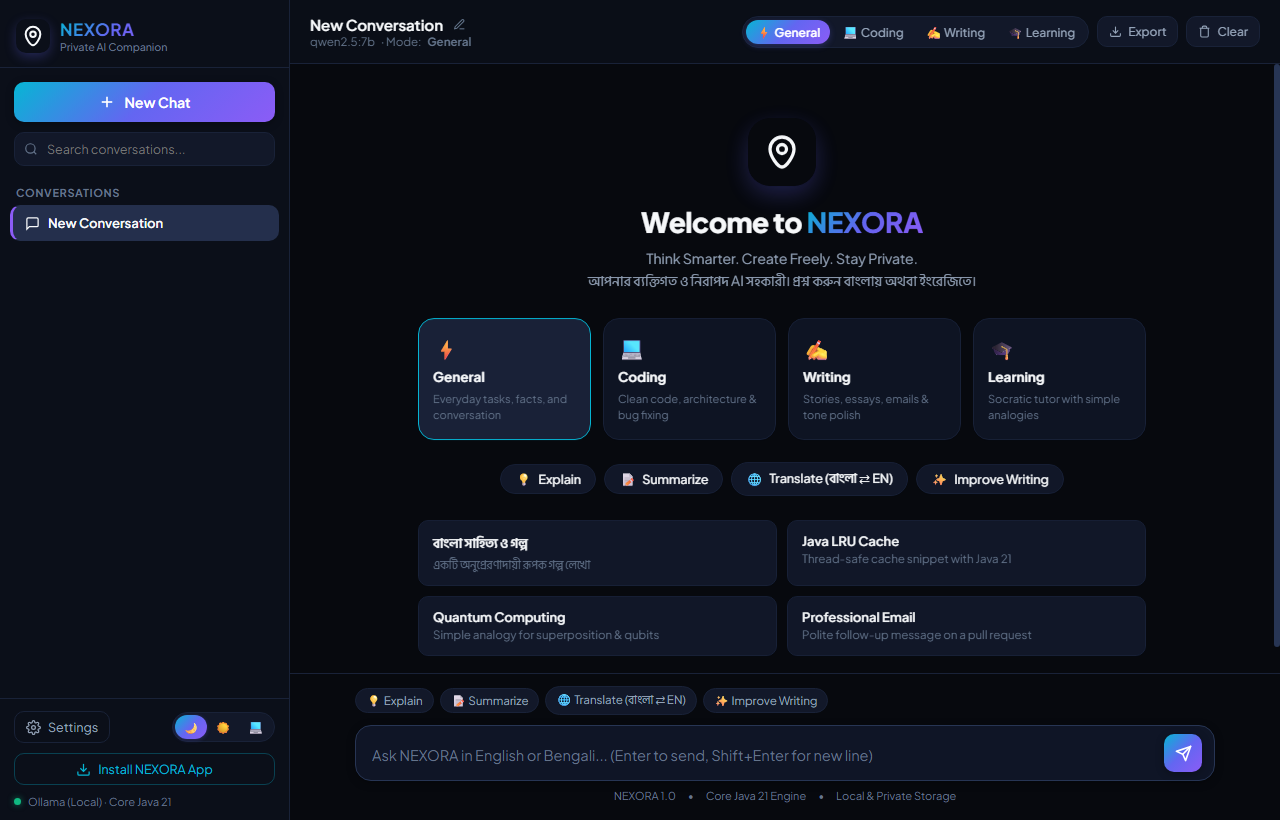 NEXORA
Private AI Companion
New Chat
Search conversations...
CONVERSATIONS
New Conversation
Settings
Install NEXORA App
Ollama (Local) · Core Java 21
New Conversation
qwen2.5:7b · Mode: General
General
Coding
Writing
Learning
Export
Clear
Welcome to NEXORA
Think Smarter. Create Freely. Stay Private.
আপনার ব্যক্তিগত ও নিরাপদ AI সহকারী। প্রশ্ন করুন বাংলায় অথবা ইংরেজিতে।
General
Everyday tasks, facts, and
conversation
Coding
Clean code, architecture &
bug fixing
Writing
Stories, essays, emails &
tone polish
Learning
Socratic tutor with simple
analogies
Explain
Summarize
Translate (বাংলা ⇄ EN)
Improve Writing
বাংলা সাহিত্য ও গল্প
একটি অনুপ্রেরণাদায়ী রূপক গল্প লেখো
Java LRU Cache
Thread-safe cache snippet with Java 21
Quantum Computing
Simple analogy for superposition & qubits
Professional Email
Polite follow-up message on a pull request
Explain
Summarize
Translate (বাংলা ⇄ EN)
Improve Writing
Ask NEXORA in English or Bengali... (Enter to send, Shift+Enter for new line)
NEXORA 1.0 • Core Java 21 Engine • Local & Private Storage